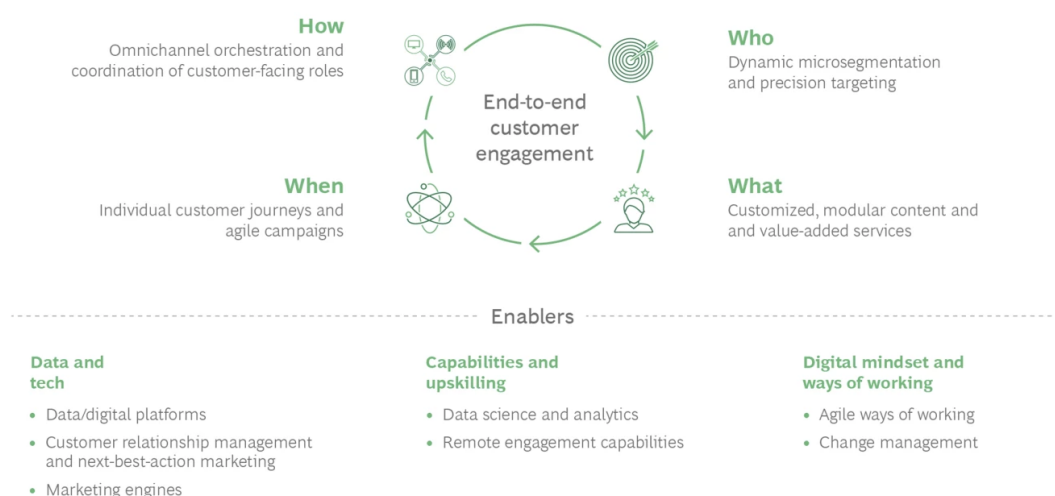 How
Omnichannel orchestration and
coordination of customer-facing roles
Who
Dynamic microsegmentation
and precision targeting
End-to-end
customer
engagement
When
Individual customer journeys and
agile campaigns
What
Customized, modular content and
and value-added services
Enablers
Data and
tech
• Data/digital platforms
• Customer relationship management
and next-best-action marketing
• Marketing engines
Capabilities and
upskilling
• Data science and analytics
• Remote engagement capabilities
Digital mindset and
ways of working
• Agile ways of working
• Change management